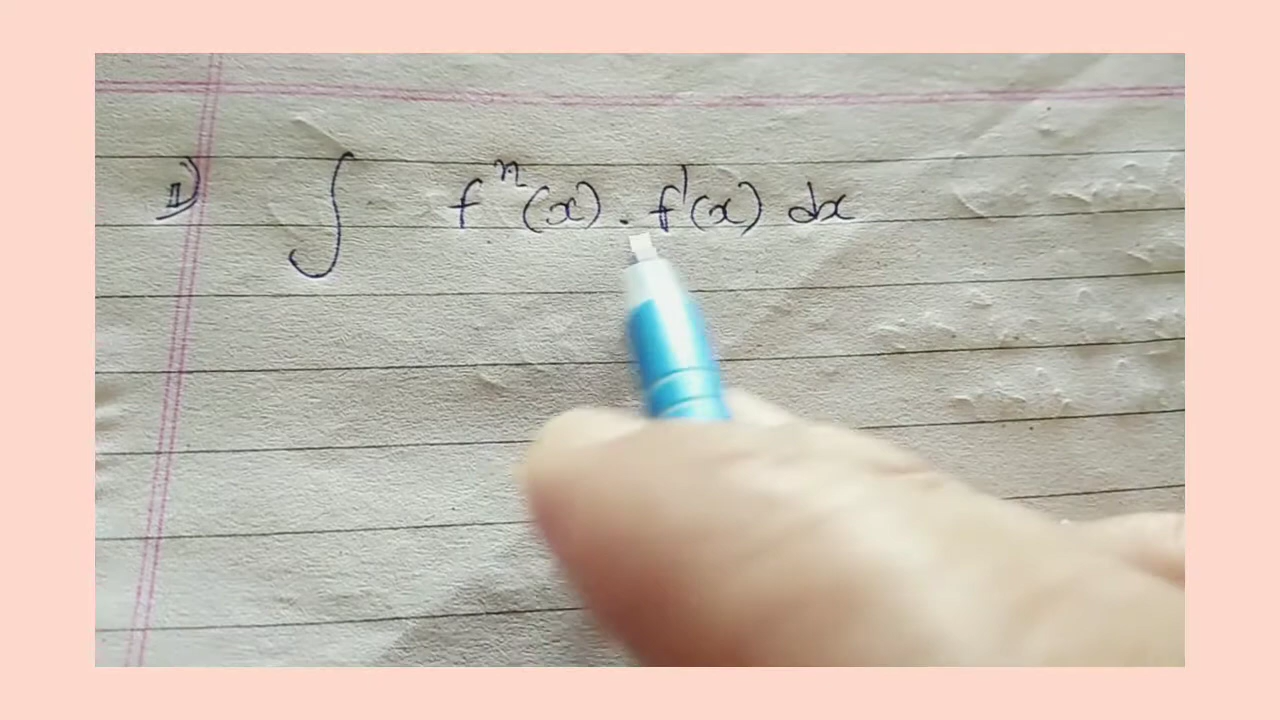 1) ∫ fⁿ(x) . f'(x) dx